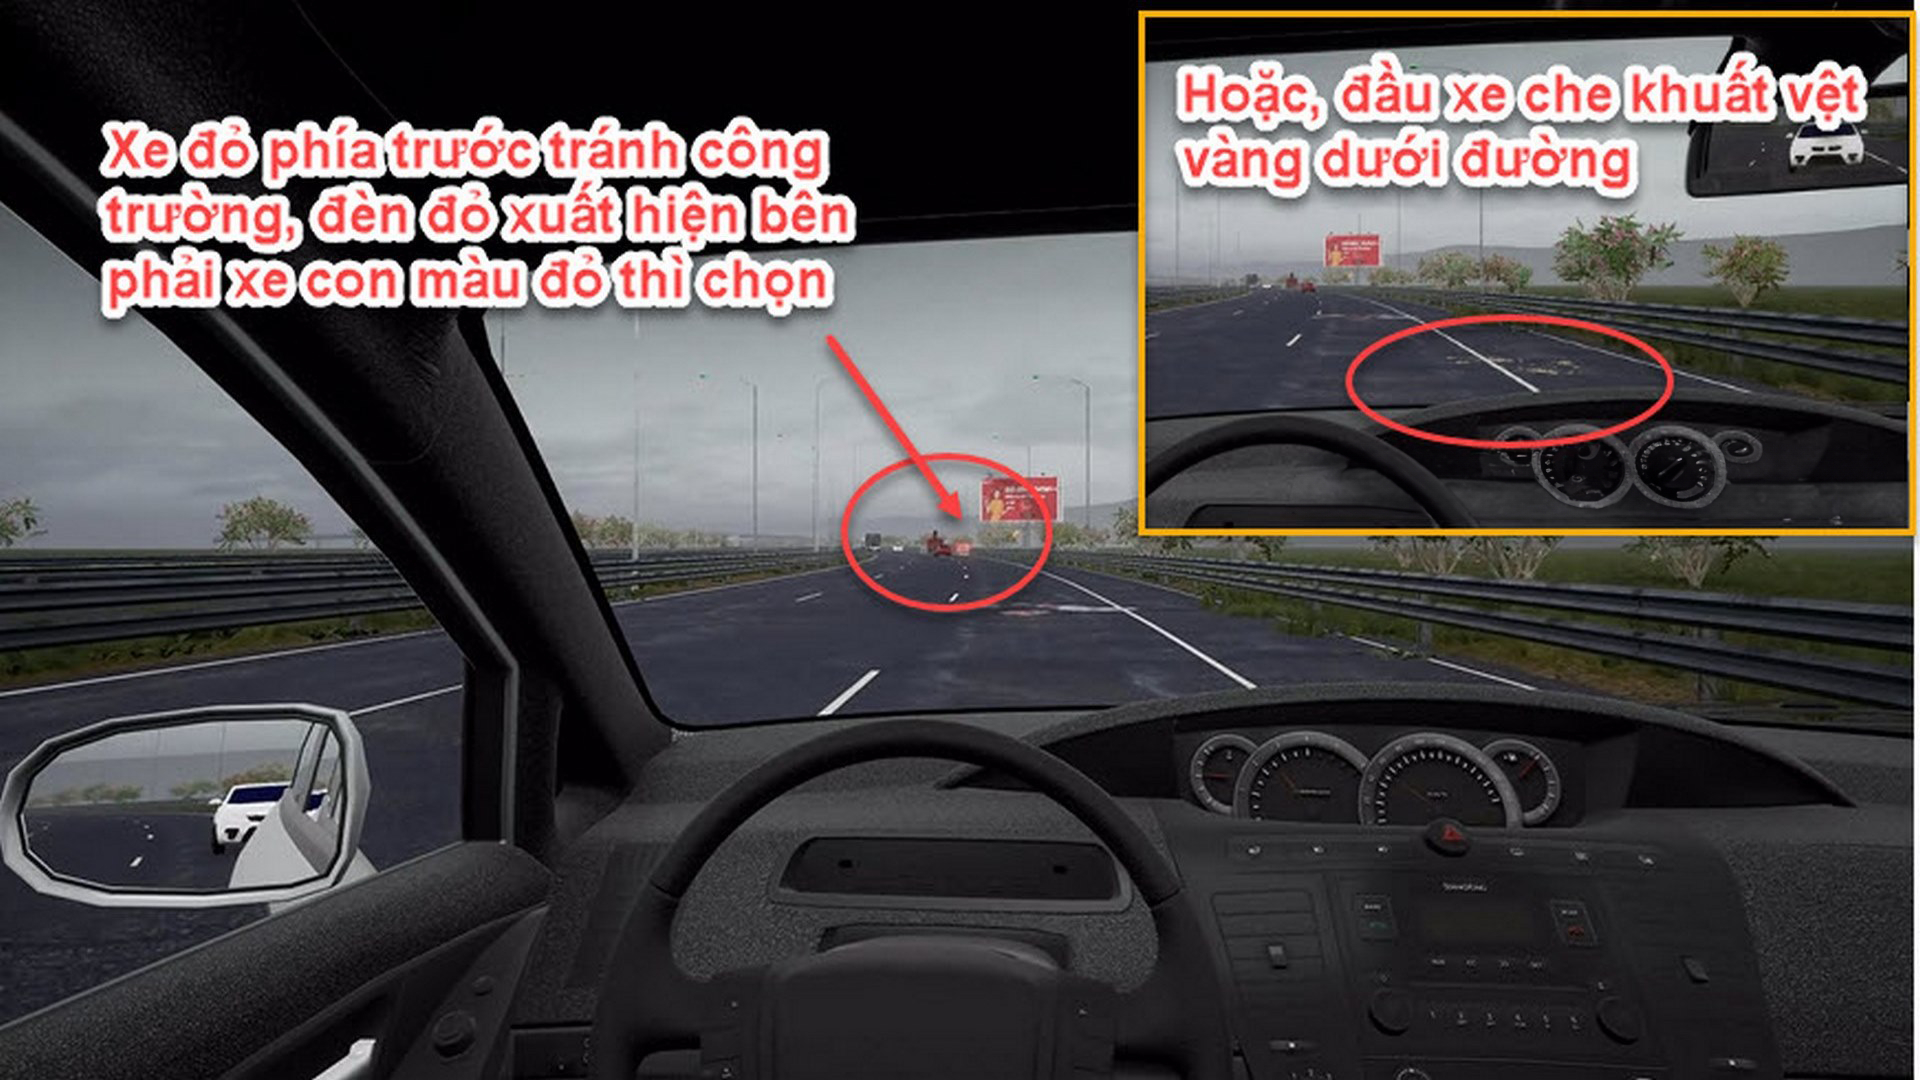 Xe đỏ phía trước tránh công
trường, đèn đỏ xuất hiện bên
phải xe con màu đỏ thì chọn
Hoặc, đầu xe che khuất vệt
vàng dưới đường